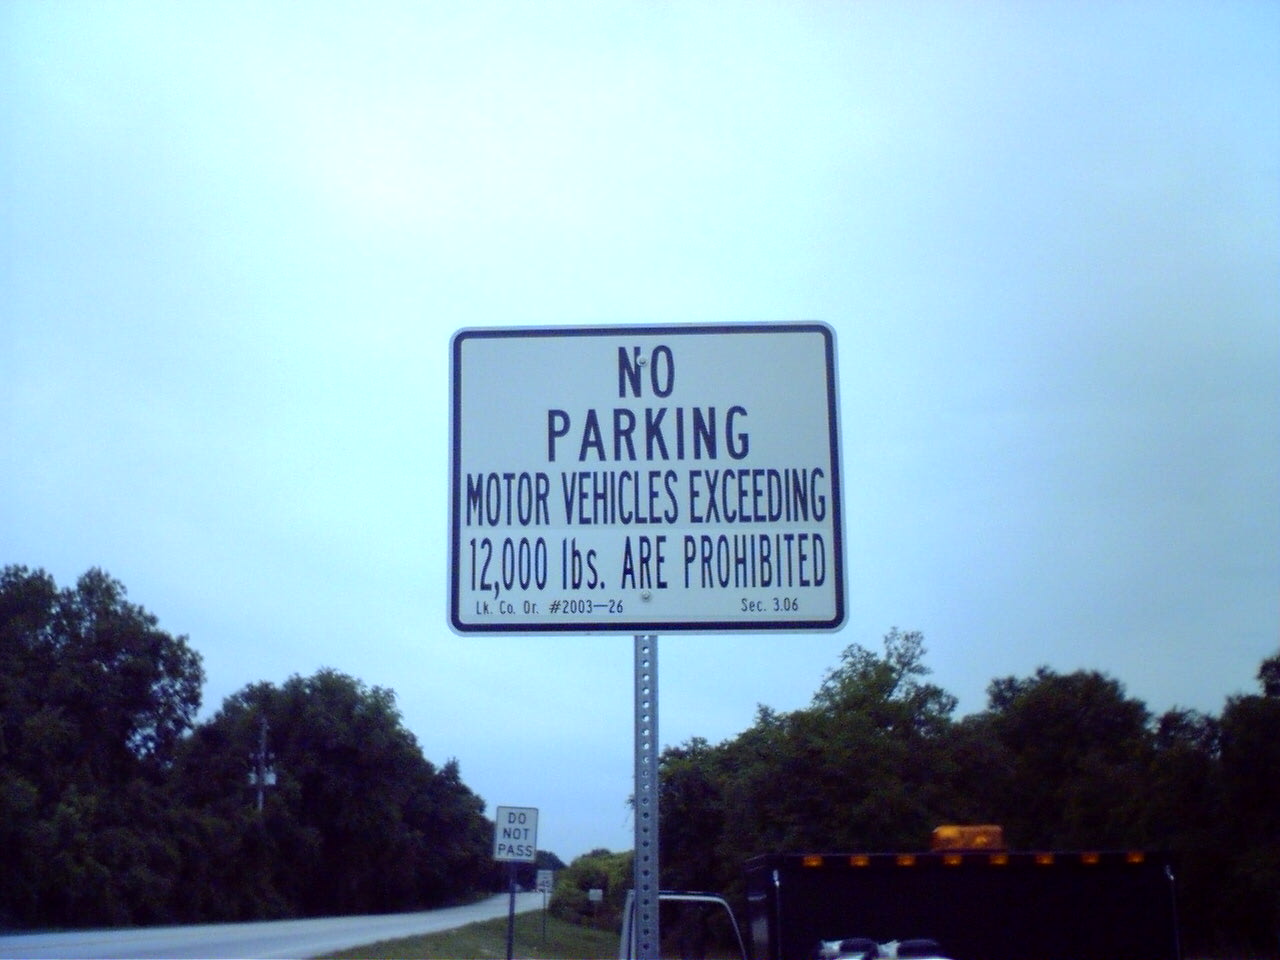 NO
PARKING
MOTOR VEHICLES EXCEEDING
12,000 lbs. ARE PROHIBITED
Lk. Co. Or. #2003—26 Sec. 3.06
DO
NOT
PASS
45